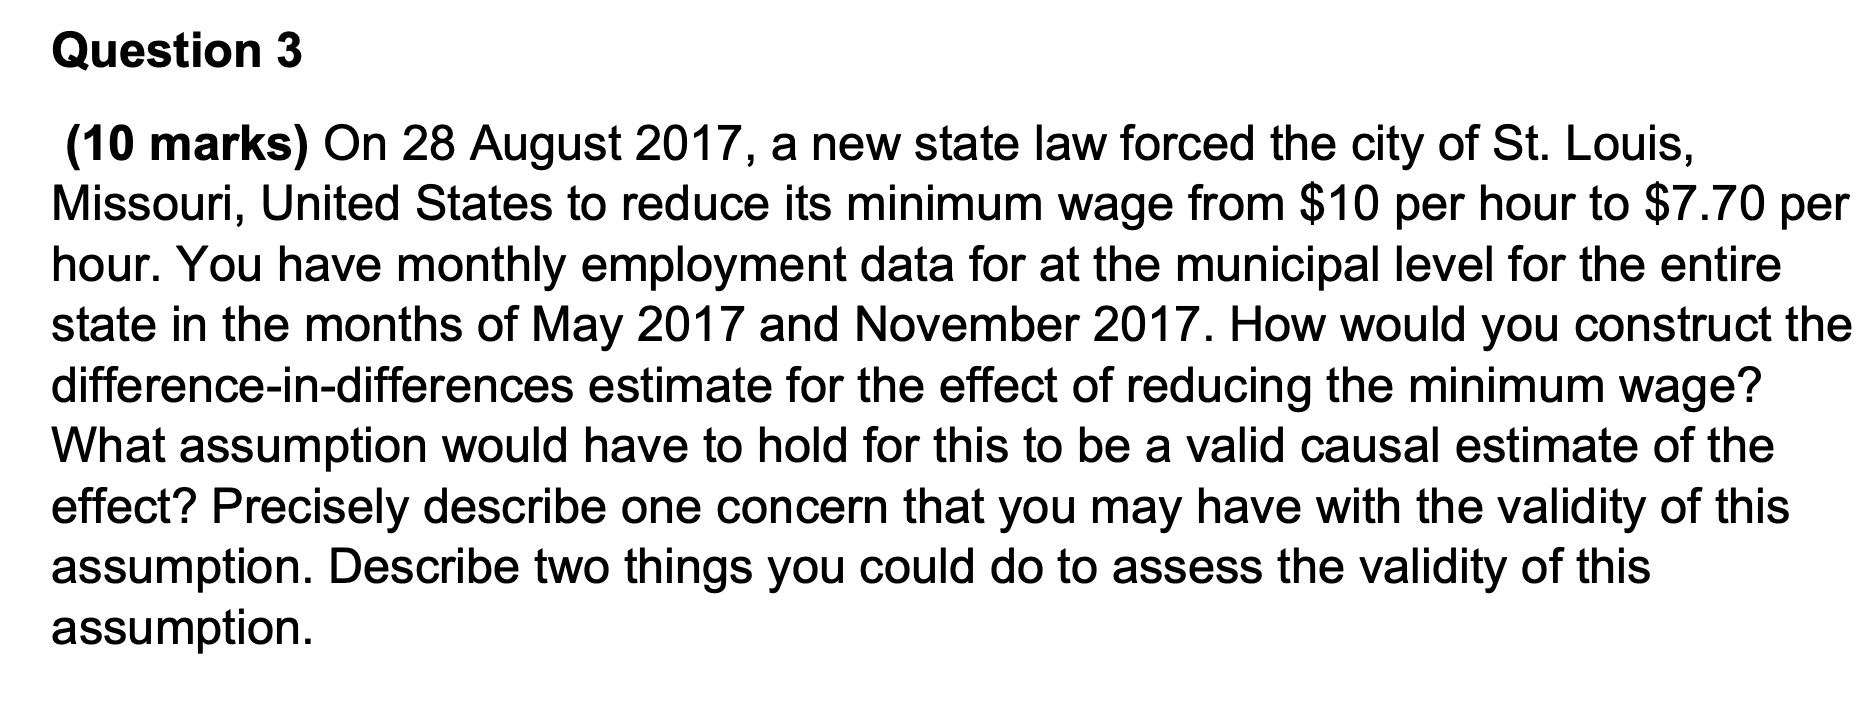 Question 3
(10 marks) On 28 August 2017, a new state law forced the city of St. Louis,
Missouri, United States to reduce its minimum wage from $10 per hour to $7.70 per
hour. You have monthly employment data for at the municipal level for the entire
state in the months of May 2017 and November 2017. How would you construct the
difference-in-differences estimate for the effect of reducing the minimum wage?
What assumption would have to hold for this to be a valid causal estimate of the
effect? Precisely describe one concern that you may have with the validity of this
assumption. Describe two things you could do to assess the validity of this
assumption.